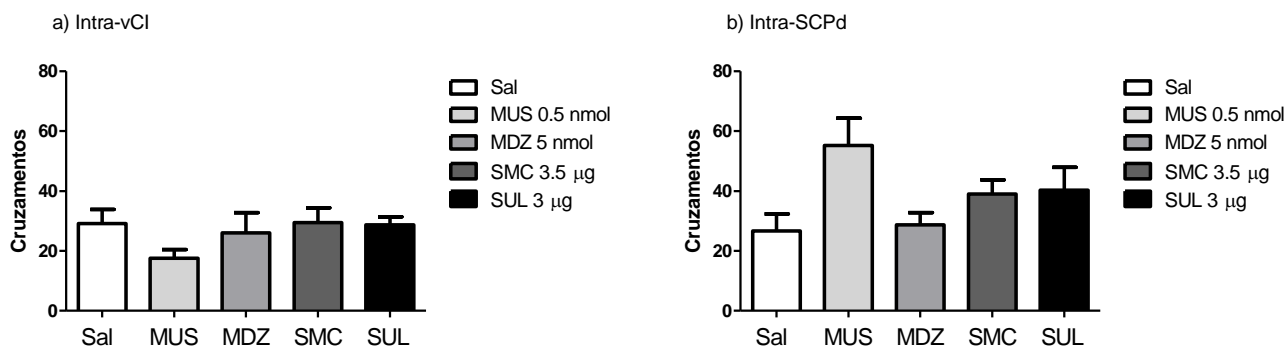 a) Intra-vCI
80
60
40
20
0
Cruzamentos
Sal
MUS
MDZ
SMC
SUL
Sal
MUS 0.5 nmol
MDZ 5 nmol
SMC 3.5 μg
SUL 3 μg
b) Intra-SCPd
80
60
40
20
0
Cruzamentos
Sal
MUS
MDZ
SMC
SUL
Sal
MUS 0.5 nmol
MDZ 5 nmol
SMC 3.5 μg
SUL 3 μg